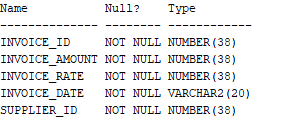 Name Null? Type
-------------- -------- ------------
INVOICE_ID NOT NULL NUMBER(38)
INVOICE_AMOUNT NOT NULL NUMBER(38)
INVOICE_RATE NOT NULL NUMBER(38)
INVOICE_DATE NOT NULL VARCHAR2(20)
SUPPLIER_ID NOT NULL NUMBER(38)